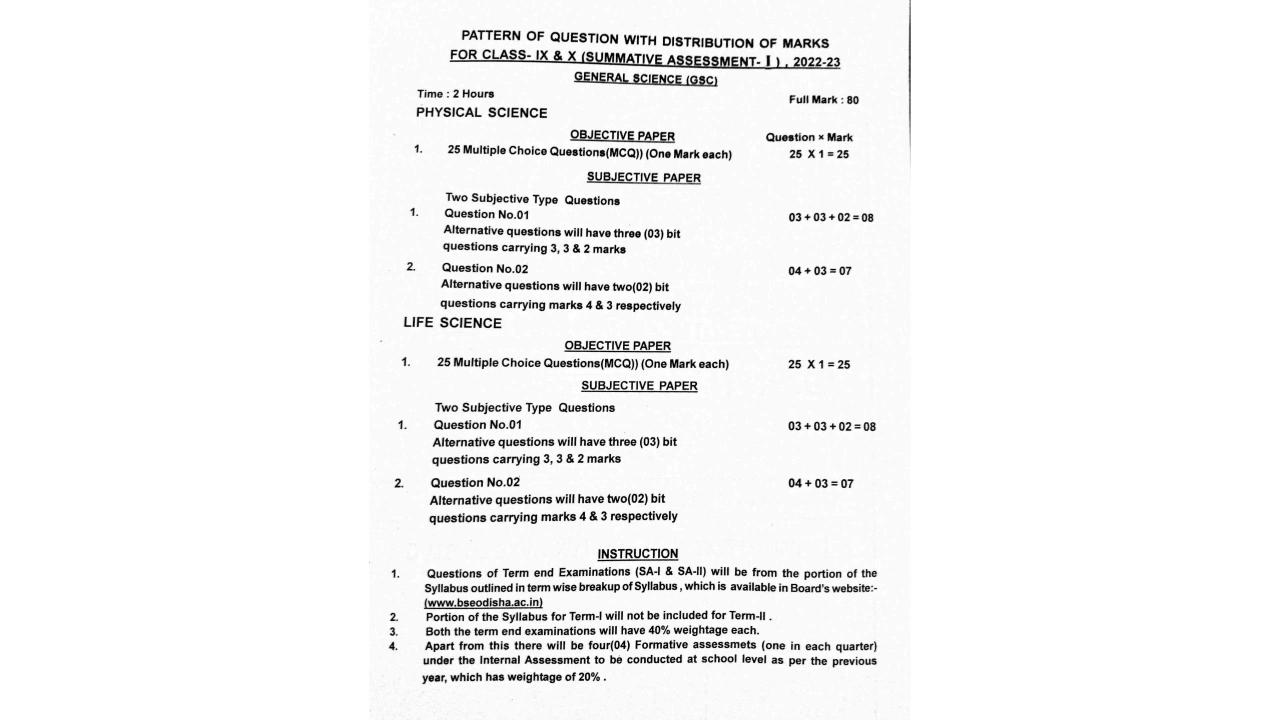 PATTERN OF QUESTION WITH DISTRIBUTION OF MARKS
FOR CLASS- IX & X (SUMMATIVE ASSESSMENT- I ) , 2022-23
GENERAL SCIENCE (GSC)
Time : 2 Hours Full Mark : 80
PHYSICAL SCIENCE
OBJECTIVE PAPER Question × Mark
1. 25 Multiple Choice Questions(MCQ)) (One Mark each) 25 X 1 = 25
SUBJECTIVE PAPER
Two Subjective Type Questions
1. Question No.01 03 + 03 + 02 = 08
Alternative questions will have three (03) bit
questions carrying 3, 3 & 2 marks
2. Question No.02 04 + 03 = 07
Alternative questions will have two(02) bit
questions carrying marks 4 & 3 respectively
LIFE SCIENCE
OBJECTIVE PAPER
1. 25 Multiple Choice Questions(MCQ)) (One Mark each) 25 X 1 = 25
SUBJECTIVE PAPER
Two Subjective Type Questions
1. Question No.01 03 + 03 + 02 = 08
Alternative questions will have three (03) bit
questions carrying 3, 3 & 2 marks
2. Question No.02 04 + 03 = 07
Alternative questions will have two(02) bit
questions carrying marks 4 & 3 respectively
INSTRUCTION
1. Questions of Term end Examinations (SA-I & SA-II) will be from the portion of the
Syllabus outlined in term wise breakup of Syllabus , which is available in Board's website:-
(www.bseodisha.ac.in)
2. Portion of the Syllabus for Term-I will not be included for Term-II .
3. Both the term end examinations will have 40% weightage each.
4. Apart from this there will be four(04) Formative assessmets (one in each quarter)
under the Internal Assessment to be conducted at school level as per the previous
year, which has weightage of 20% .